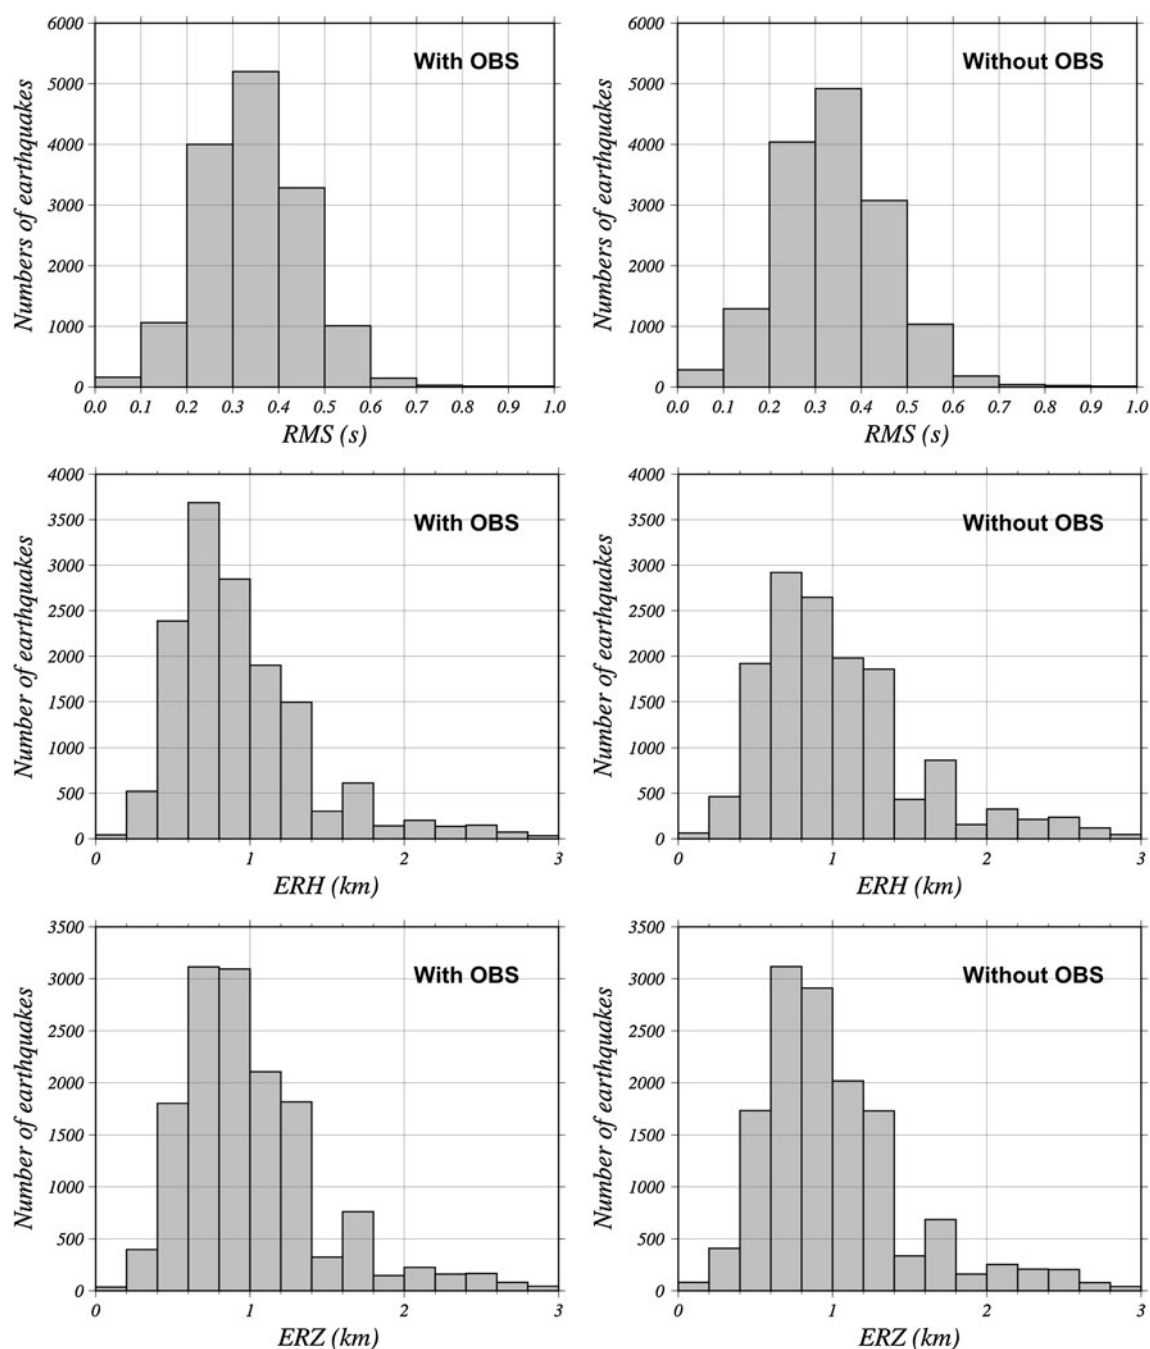 6000
5000
4000
3000
2000
1000
0
Numbers of earthquakes
With OBS
0.0 0.1 0.2 0.3 0.4 0.5 0.6 0.7 0.8 0.9 1.0
RMS (s)
6000
5000
4000
3000
2000
1000
0
Numbers of earthquakes
Without OBS
0.0 0.1 0.2 0.3 0.4 0.5 0.6 0.7 0.8 0.9 1.0
RMS (s)
4000
3500
3000
2500
2000
1500
1000
500
0
Number of earthquakes
With OBS
0 1 2 3
ERH (km)
4000
3500
3000
2500
2000
1500
1000
500
0
Number of earthquakes
Without OBS
0 1 2 3
ERH (km)
3500
3000
2500
2000
1500
1000
500
0
Number of earthquakes
With OBS
0 1 2 3
ERZ (km)
3500
3000
2500
2000
1500
1000
500
0
Number of earthquakes
Without OBS
0 1 2 3
ERZ (km)